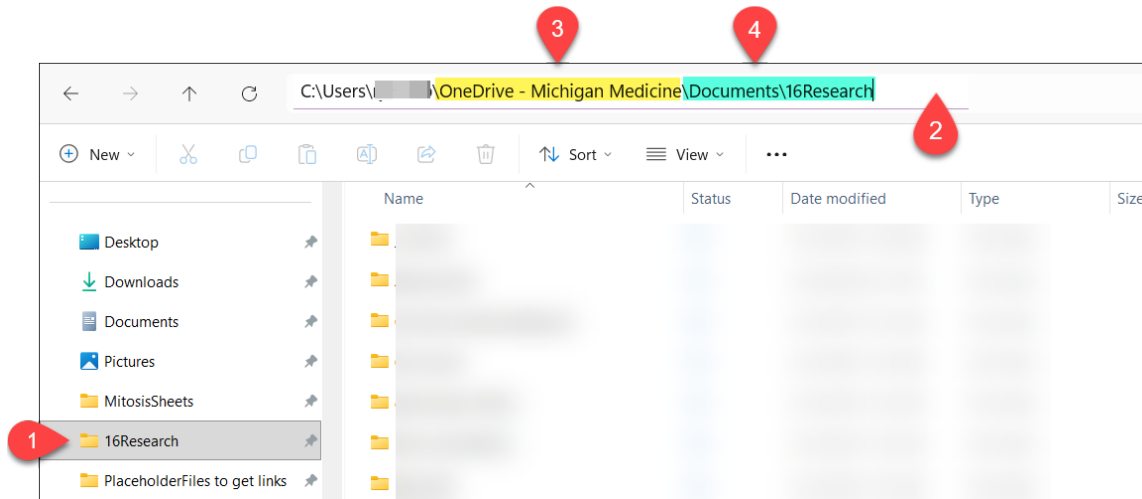 3 4
C:\Users\ \OneDrive - Michigan Medicine\Documents\16Research
2
New Sort View
Name Status Date modified Type Size
Desktop
Downloads
Documents
Pictures
MitosisSheets
1 16Research
PlaceholderFiles to get links